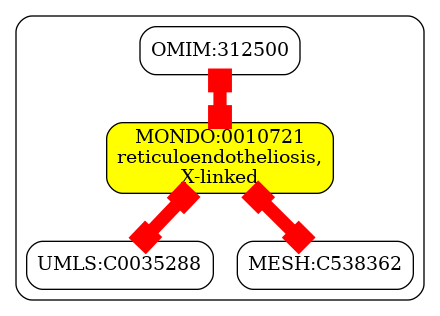 OMIM:312500
MONDO:0010721
reticuloendotheliosis,
X-linked
UMLS:C0035288
MESH:C538362